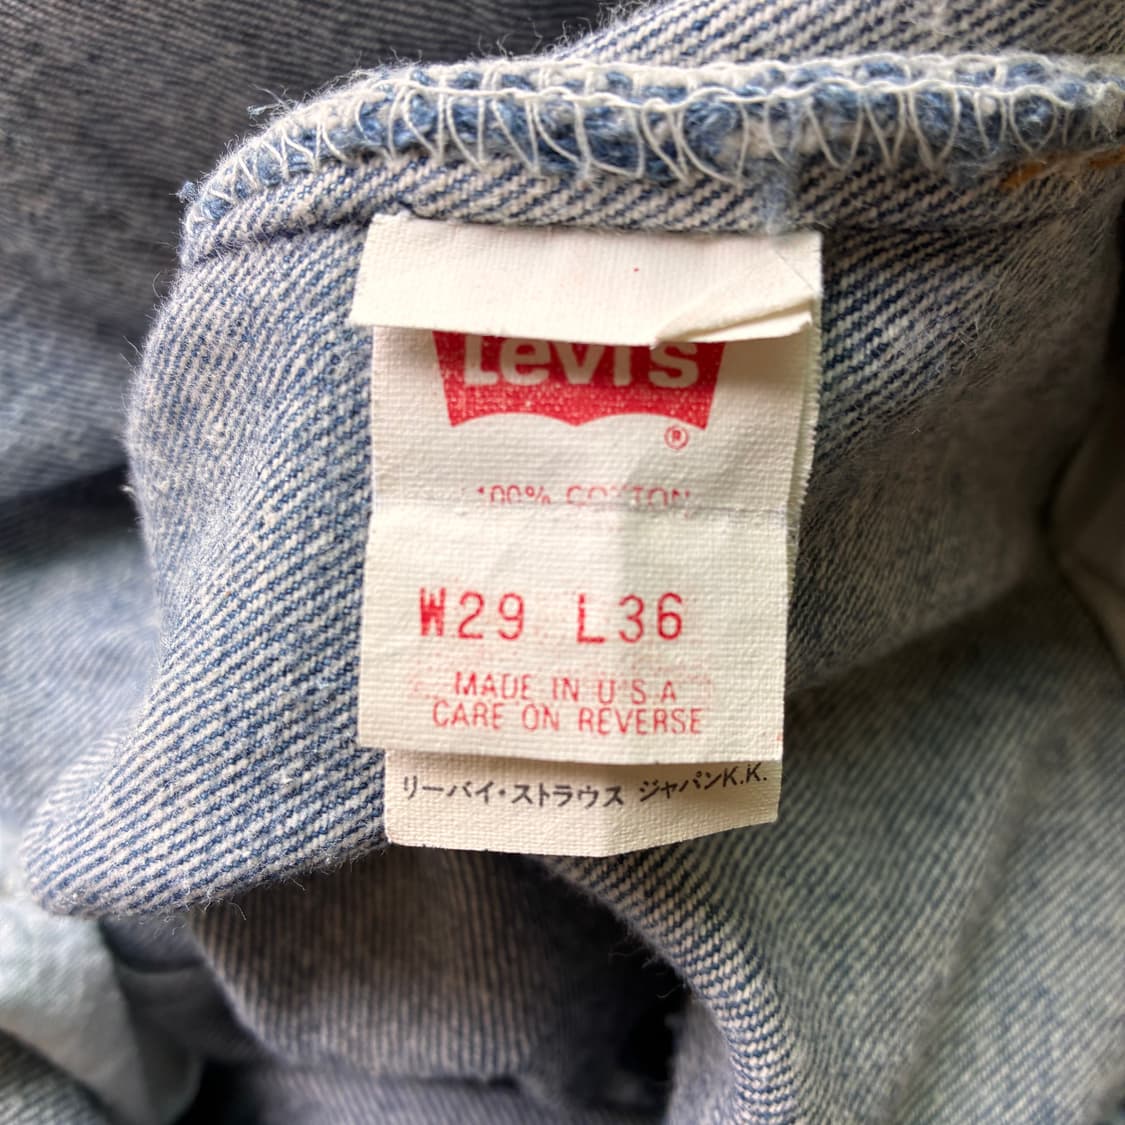 Levi's
®
100% COTTON
W29 L36
MADE IN U S A
CARE ON REVERSE
リーバイ・ストラウス ジャパンK.K.